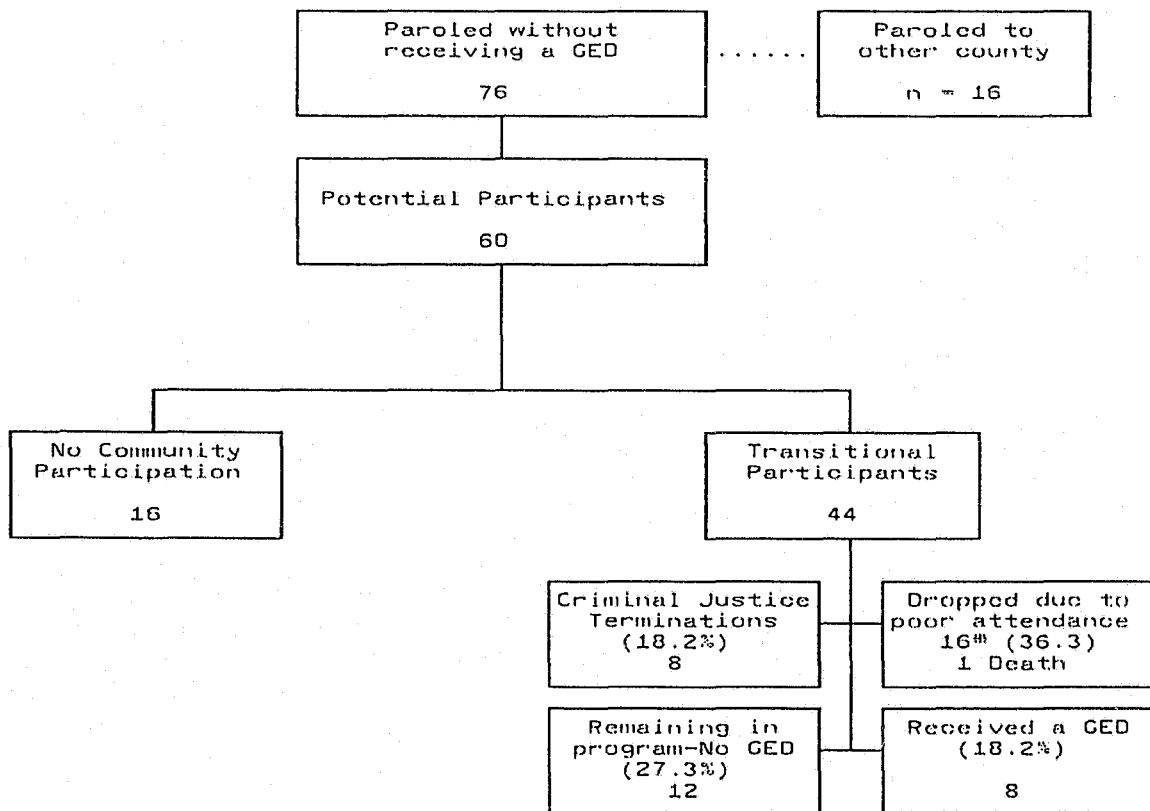 Paroled without
receiving a GED
76
......
Paroled to
other county
n = 16
Potential Participants
60
No Community
Participation
16
Transitional
Participants
44
Criminal Justice
Terminations
(18.2%)
8
Dropped due to
poor attendance
16# (36.3)
1 Death
Remaining in
program-No GED
(27.3%)
12
Received a GED
(18.2%)
8